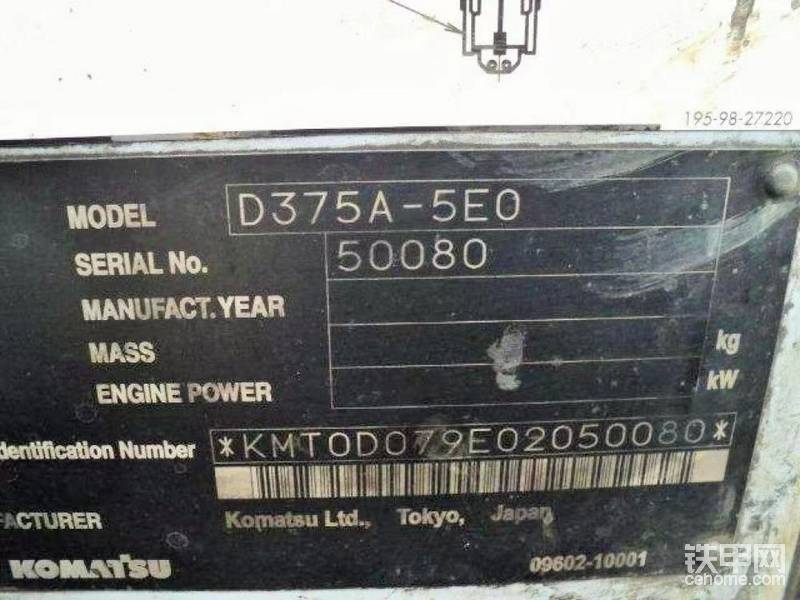 195-98-27220
MODEL D375A-5E0
SERIAL No. 50080
MANUFACT.YEAR
MASS kg
ENGINE POWER kW
dentification Number *KMT0D079E02050080*
FACTURER Komatsu Ltd., Tokyo, Japan
KOMATSU 09602-10001
铁甲网
cehome.com